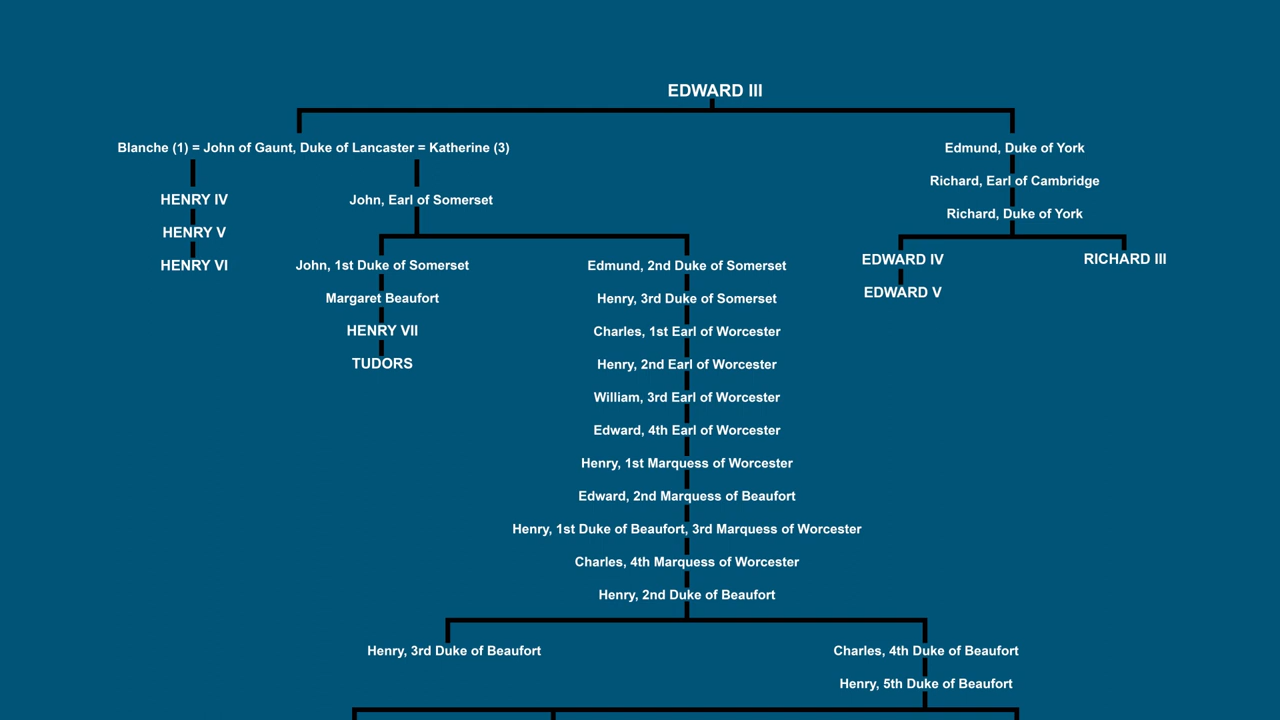 EDWARD III
Blanche (1) = John of Gaunt, Duke of Lancaster = Katherine (3)
Edmund, Duke of York
Richard, Earl of Cambridge
HENRY IV
John, Earl of Somerset
Richard, Duke of York
HENRY V
HENRY VI
John, 1st Duke of Somerset
Edmund, 2nd Duke of Somerset
EDWARD IV
RICHARD III
Margaret Beaufort
Henry, 3rd Duke of Somerset
EDWARD V
HENRY VII
Charles, 1st Earl of Worcester
TUDORS
Henry, 2nd Earl of Worcester
William, 3rd Earl of Worcester
Edward, 4th Earl of Worcester
Henry, 1st Marquess of Worcester
Edward, 2nd Marquess of Beaufort
Henry, 1st Duke of Beaufort, 3rd Marquess of Worcester
Charles, 4th Marquess of Worcester
Henry, 2nd Duke of Beaufort
Henry, 3rd Duke of Beaufort
Charles, 4th Duke of Beaufort
Henry, 5th Duke of Beaufort